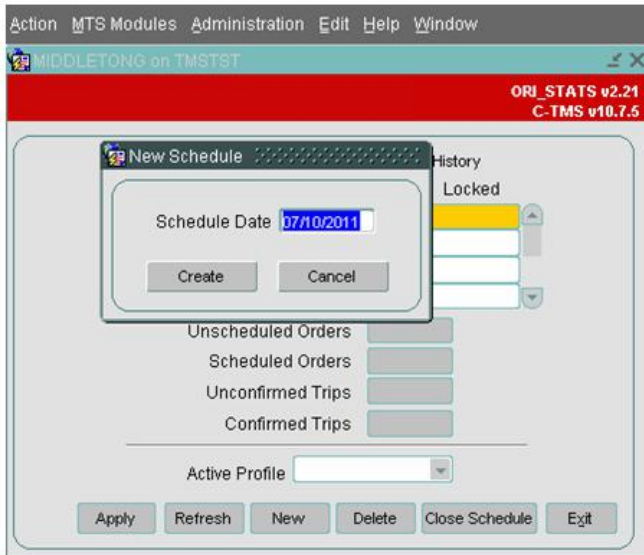 Action MTS Modules Administration Edit Help Window
MIDDLETONG on TMSTST
ORI_STATS v2.21
C-TMS v10.7.5
New Schedule
History
Locked
Schedule Date 07/10/2011
Create Cancel
Unscheduled Orders
Scheduled Orders
Unconfirmed Trips
Confirmed Trips
Active Profile
Apply Refresh New Delete Close Schedule Exit